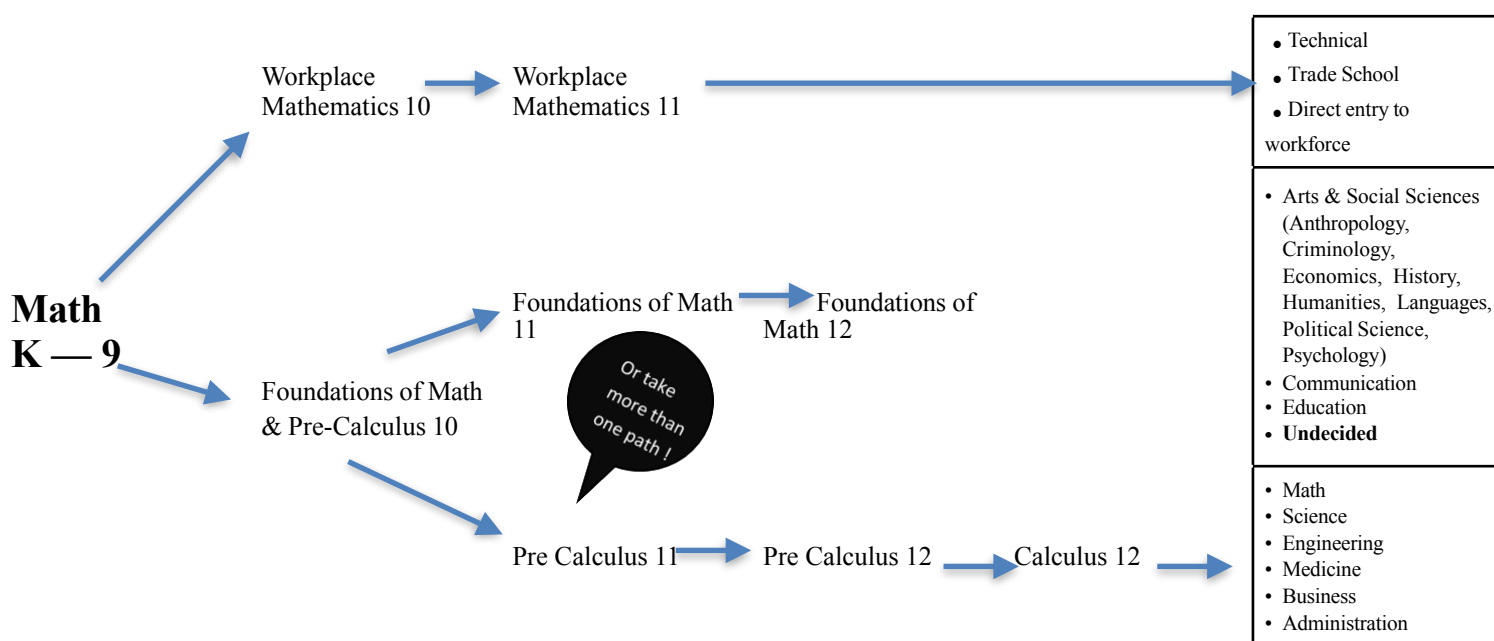 Math
K — 9
Workplace
Mathematics 10
Workplace
Mathematics 11
Foundations of Math
& Pre-Calculus 10
Foundations of Math
11
Foundations of
Math 12
Or take
more than
one path !
Pre Calculus 11
Pre Calculus 12
Calculus 12
• Technical
• Trade School
• Direct entry to
workforce
• Arts & Social Sciences
(Anthropology,
Criminology,
Economics, History,
Humanities, Languages,
Political Science,
Psychology)
• Communication
• Education
• Undecided
• Math
• Science
• Engineering
• Medicine
• Business
• Administration